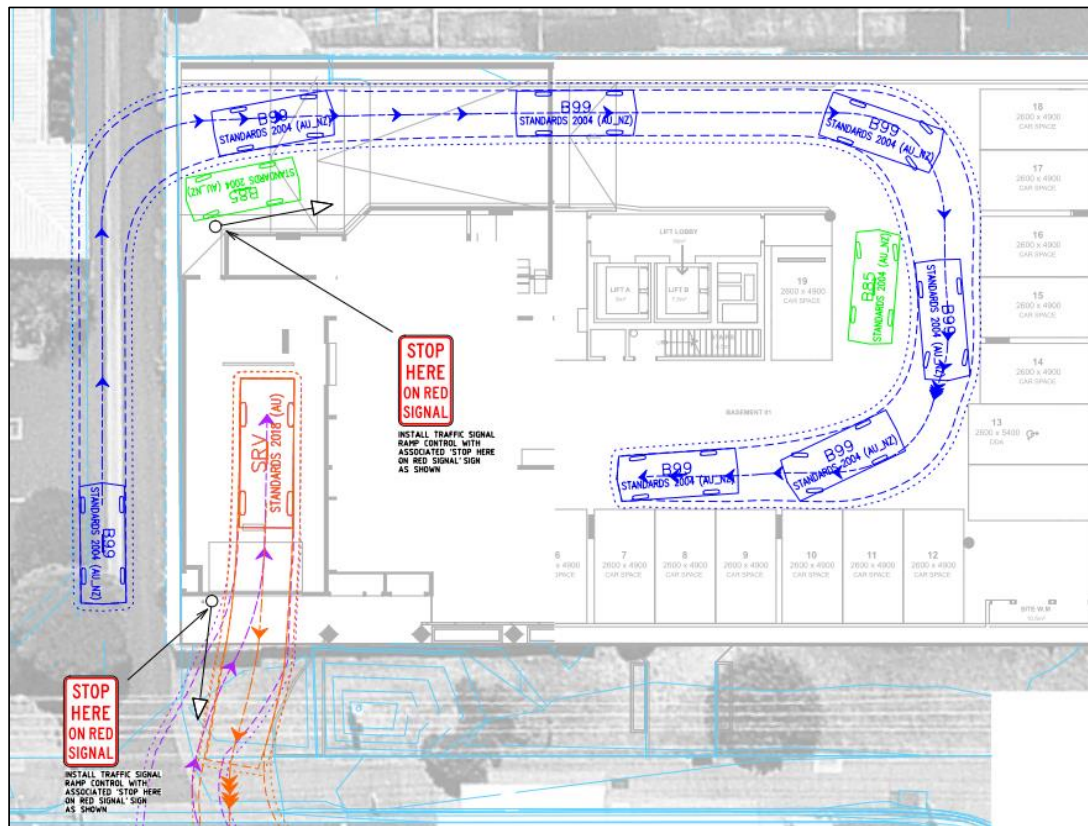 B99
STANDARDS 2004 (AU_NZ)
B99
STANDARDS 2004 (AU_NZ)
B99
STANDARDS 2004 (AU_NZ)
B85
STANDARDS 2004 (AU_NZ)
18
2600 x 4900
CAR SPACE
17
2600 x 4900
CAR SPACE
16
2600 x 4900
CAR SPACE
15
2600 x 4900
CAR SPACE
14
2600 x 4900
CAR SPACE
13
2600 x 5400
DDA
LIFT LOBBY
LIFT A
LIFT B
19
2600 x 4900
CAR SPACE
B85
STANDARDS 2004 (AU_NZ)
B99
STANDARDS 2004 (AU_NZ)
STOP
HERE
ON RED
SIGNAL
INSTALL TRAFFIC SIGNAL
RAMP CONTROL WITH
ASSOCIATED 'STOP HERE
ON RED SIGNAL' SIGN
AS SHOWN
SRV
STANDARDS 2018 (AU)
BASEMENT 01
B99
STANDARDS 2004 (AU_NZ)
B99
STANDARDS 2004 (AU_NZ)
B99
STANDARDS 2004 (AU_NZ)
6
x 4900
SPACE
7
2600 x 4900
CAR SPACE
8
2600 x 4900
CAR SPACE
9
2600 x 4900
CAR SPACE
10
2600 x 4900
CAR SPACE
11
2600 x 4900
CAR SPACE
12
2600 x 4900
CAR SPACE
SITE W.M
STOP
HERE
ON RED
SIGNAL
INSTALL TRAFFIC SIGNAL
RAMP CONTROL WITH
ASSOCIATED 'STOP HERE
ON RED SIGNAL' SIGN
AS SHOWN